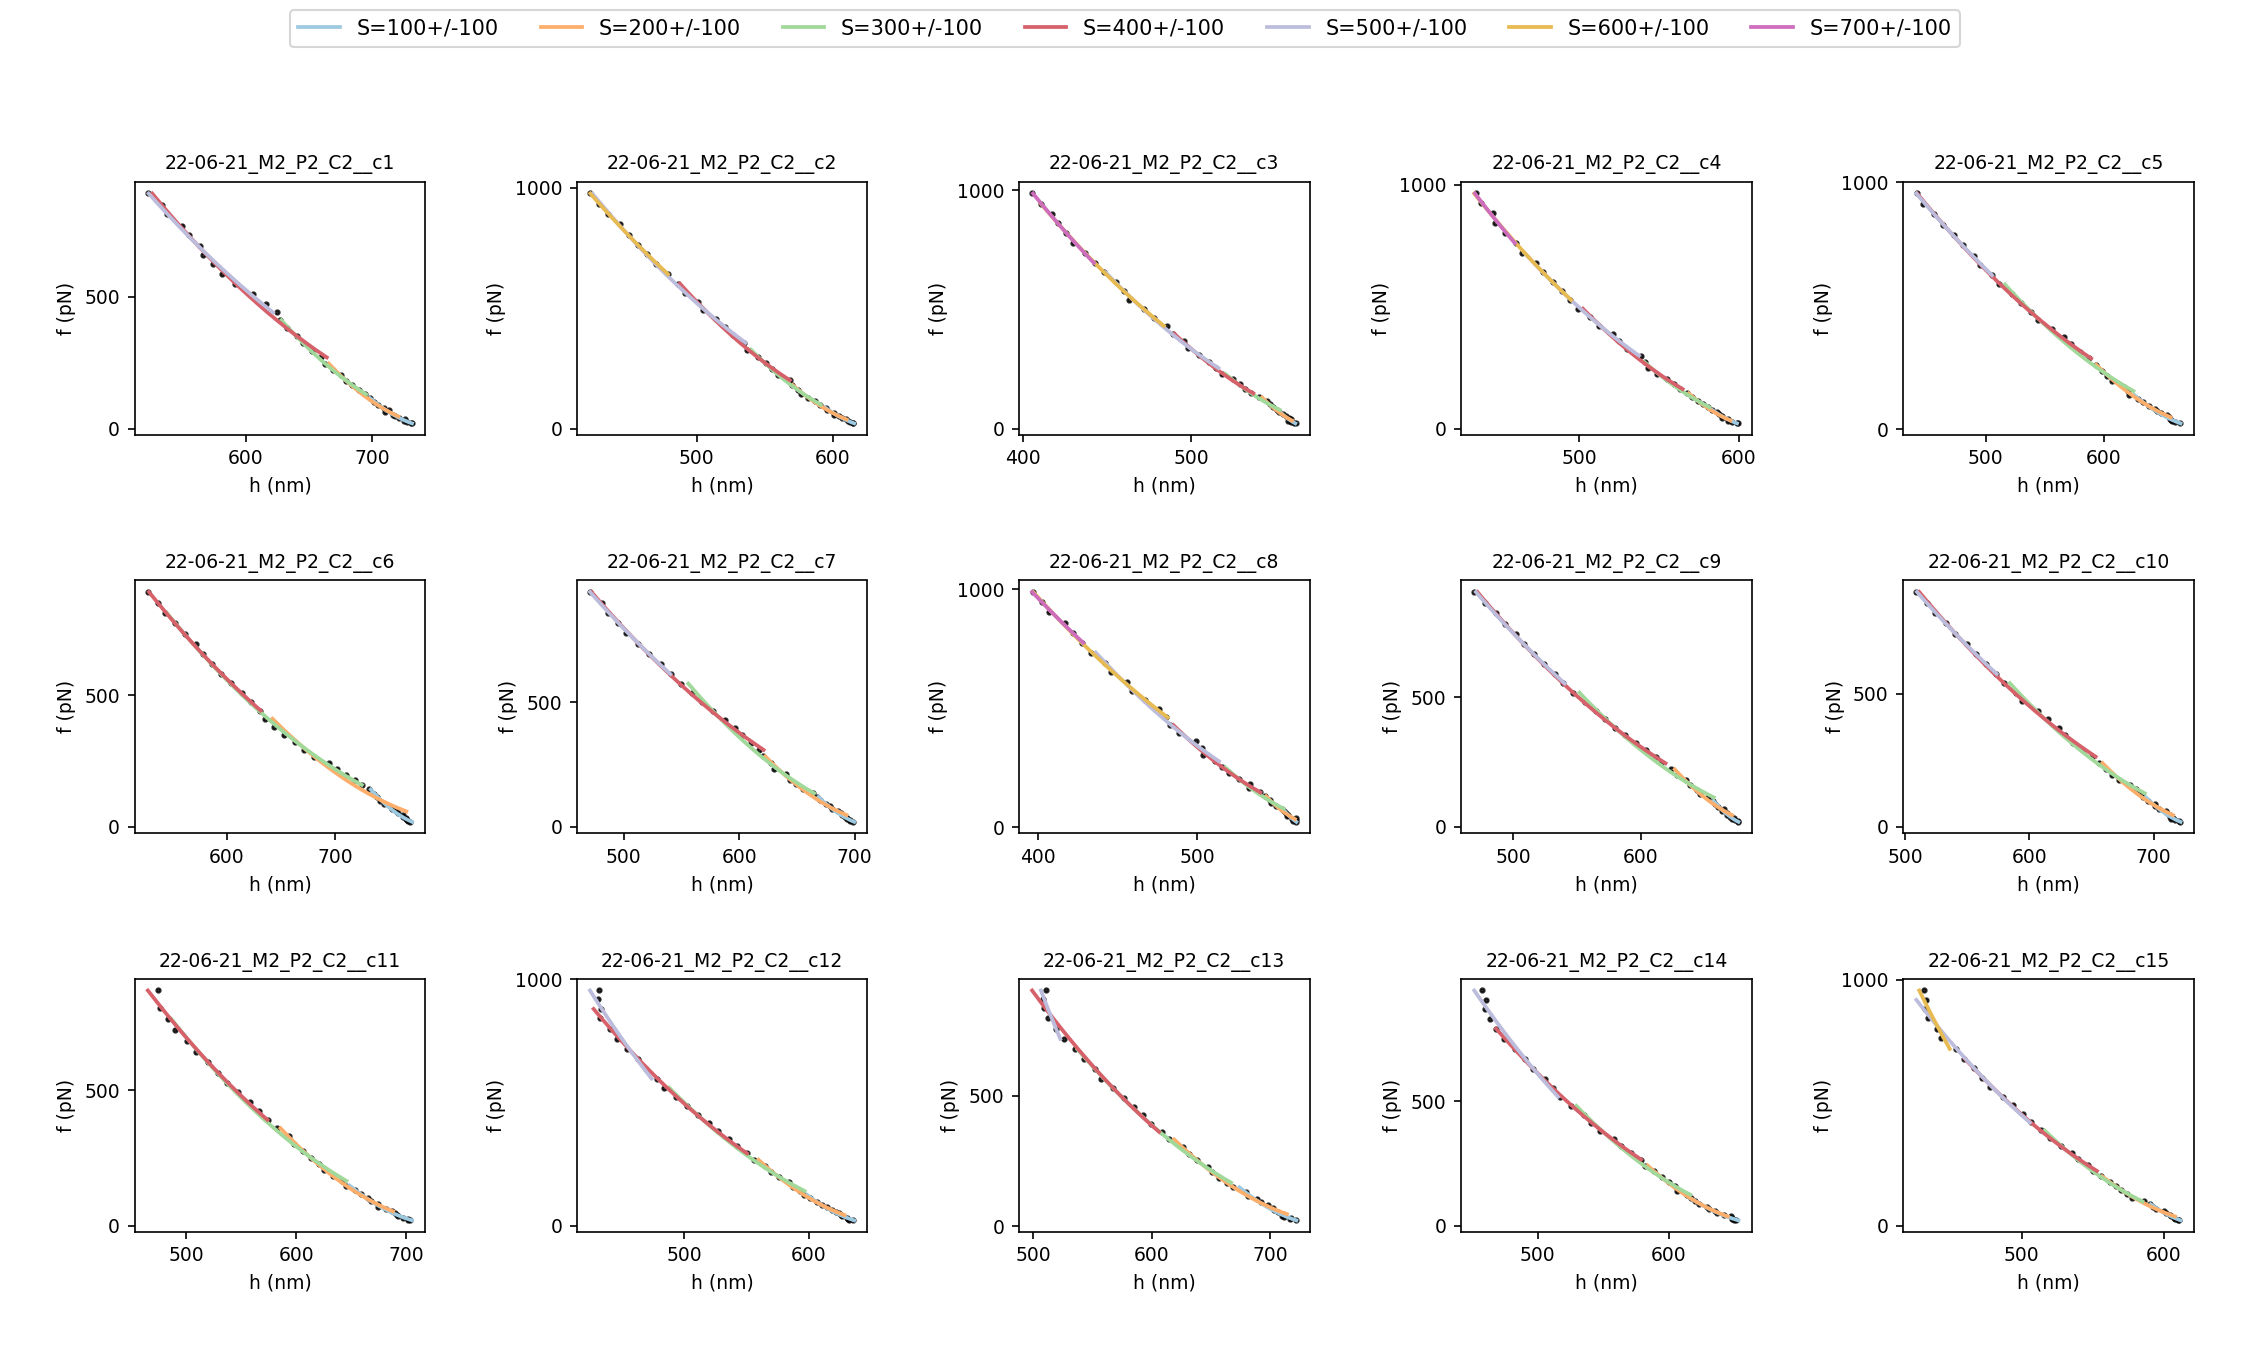 S=100+/-100 S=200+/-100 S=300+/-100 S=400+/-100 S=500+/-100 S=600+/-100 S=700+/-100
22-06-21_M2_P2_C2__c1
f (pN)
500
0
600 700
h (nm)
22-06-21_M2_P2_C2__c2
f (pN)
1000
0
500 600
h (nm)
22-06-21_M2_P2_C2__c3
f (pN)
1000
0
400 500
h (nm)
22-06-21_M2_P2_C2__c4
f (pN)
1000
0
500 600
h (nm)
22-06-21_M2_P2_C2__c5
f (pN)
1000
0
500 600
h (nm)
22-06-21_M2_P2_C2__c6
f (pN)
500
0
600 700
h (nm)
22-06-21_M2_P2_C2__c7
f (pN)
500
0
500 600 700
h (nm)
22-06-21_M2_P2_C2__c8
f (pN)
1000
0
400 500
h (nm)
22-06-21_M2_P2_C2__c9
f (pN)
500
0
500 600
h (nm)
22-06-21_M2_P2_C2__c10
f (pN)
500
0
500 600 700
h (nm)
22-06-21_M2_P2_C2__c11
f (pN)
500
0
500 600 700
h (nm)
22-06-21_M2_P2_C2__c12
f (pN)
1000
0
500 600
h (nm)
22-06-21_M2_P2_C2__c13
f (pN)
500
0
500 600 700
h (nm)
22-06-21_M2_P2_C2__c14
f (pN)
500
0
500 600
h (nm)
22-06-21_M2_P2_C2__c15
f (pN)
1000
0
500 600
h (nm)